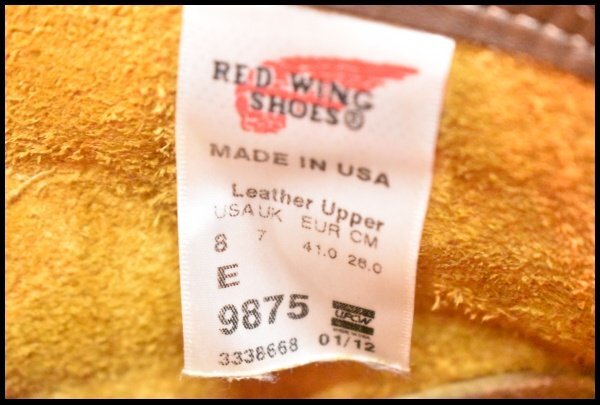 RED WING
SHOES®
MADE IN USA
Leather Upper
USA UK EUR CM
8 7 41.0 26.0
E
9875
UFCW
3338668 01/12